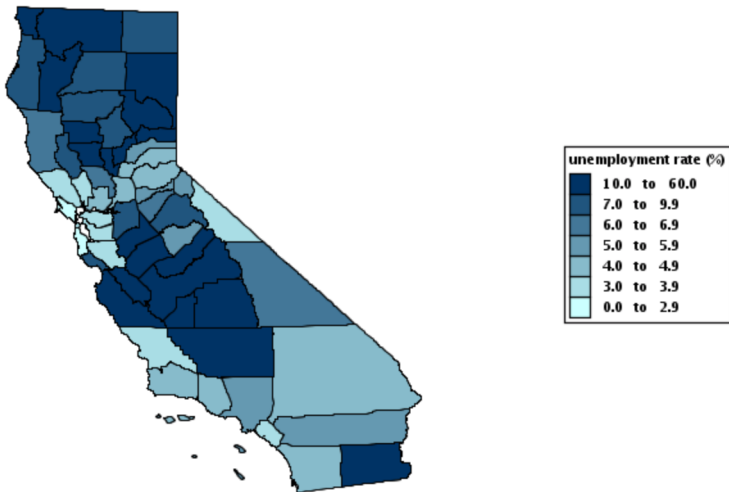 unemployment rate (%)
10.0 to 60.0
7.0 to 9.9
6.0 to 6.9
5.0 to 5.9
4.0 to 4.9
3.0 to 3.9
0.0 to 2.9